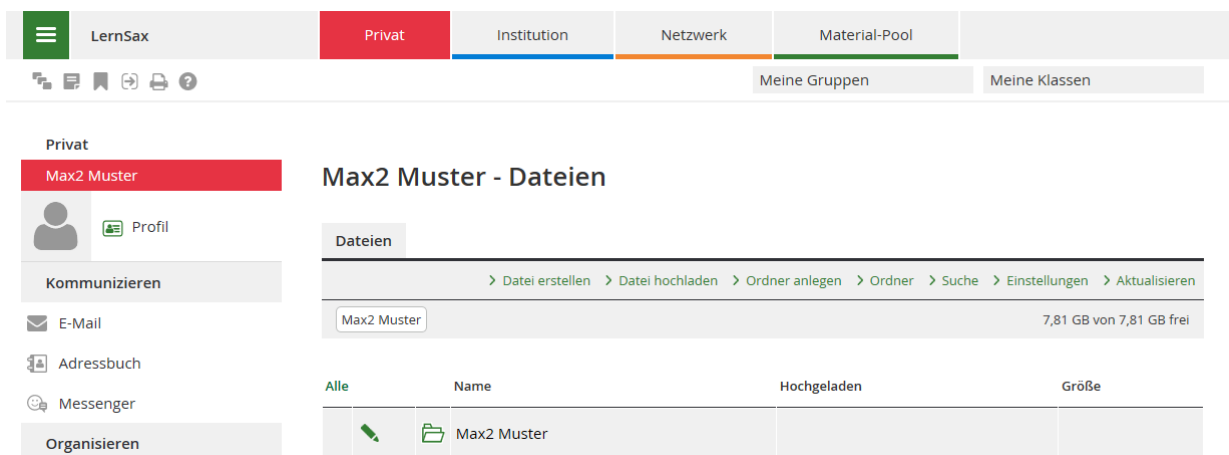 LernSax Privat Institution Netzwerk Material-Pool
Meine Gruppen Meine Klassen
Privat
Max2 Muster
Profil
Kommunizieren
E-Mail
Adressbuch
Messenger
Organisieren
Max2 Muster - Dateien
Dateien
Datei erstellen Datei hochladen Ordner anlegen Ordner Suche Einstellungen Aktualisieren
Max2 Muster 7,81 GB von 7,81 GB frei
Alle Name Hochgeladen Größe
Max2 Muster